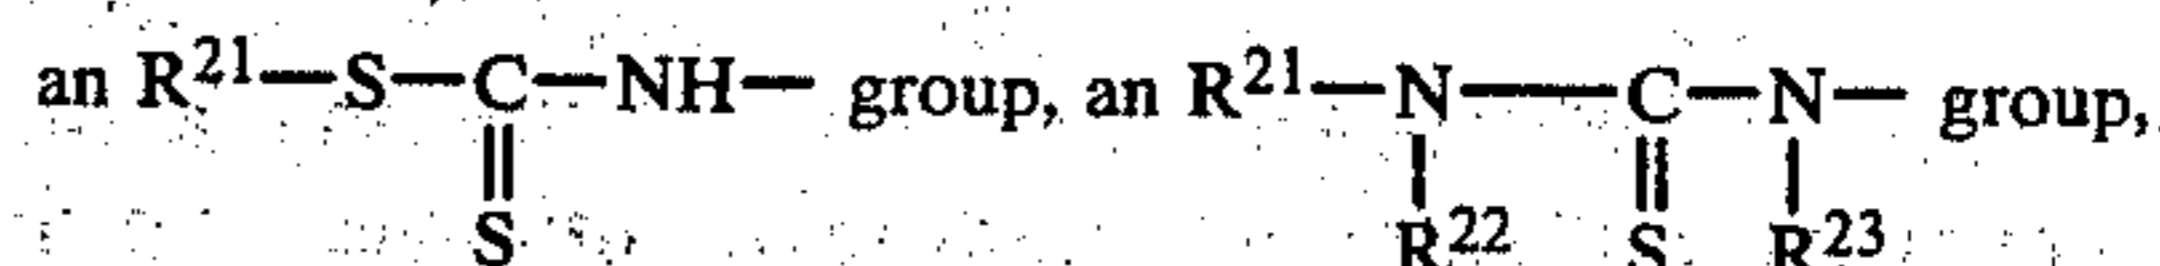 an R²¹—S—C—NH— group, an R²¹—N—C—N— group,
‖ | ‖ |
S R²² S R²³